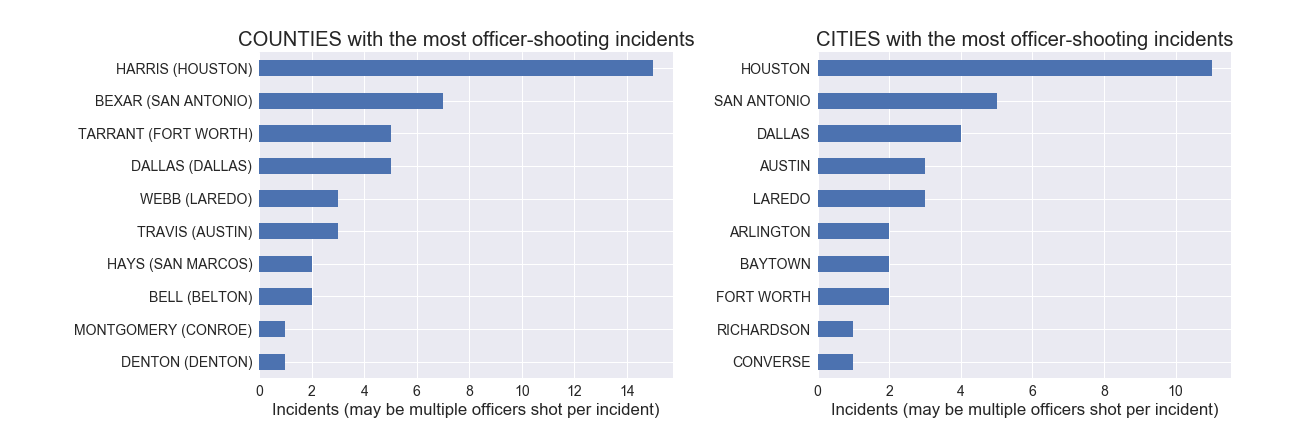 COUNTIES with the most officer-shooting incidents
HARRIS (HOUSTON)
BEXAR (SAN ANTONIO)
TARRANT (FORT WORTH)
DALLAS (DALLAS)
WEBB (LAREDO)
TRAVIS (AUSTIN)
HAYS (SAN MARCOS)
BELL (BELTON)
MONTGOMERY (CONROE)
DENTON (DENTON)
0 2 4 6 8 10 12 14
Incidents (may be multiple officers shot per incident)
CITIES with the most officer-shooting incidents
HOUSTON
SAN ANTONIO
DALLAS
AUSTIN
LAREDO
ARLINGTON
BAYTOWN
FORT WORTH
RICHARDSON
CONVERSE
0 2 4 6 8 10
Incidents (may be multiple officers shot per incident)